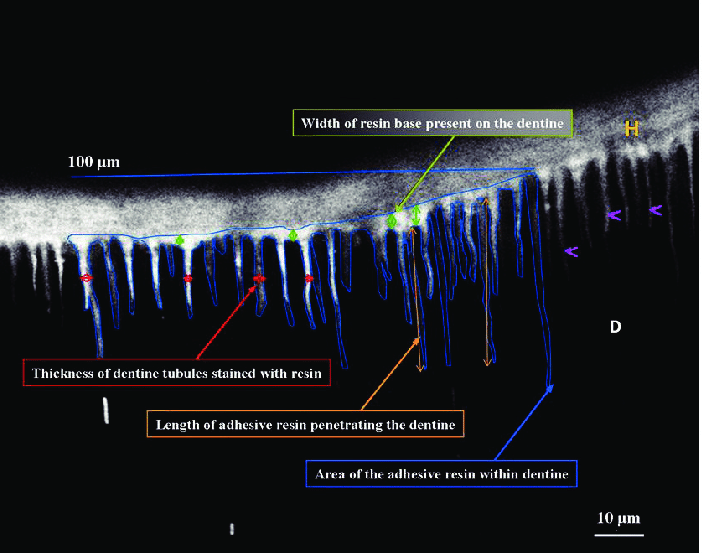 Width of resin base present on the dentine
H
100 µm
D
Thickness of dentine tubules stained with resin
Length of adhesive resin penetrating the dentine
Area of the adhesive resin within dentine
10 µm